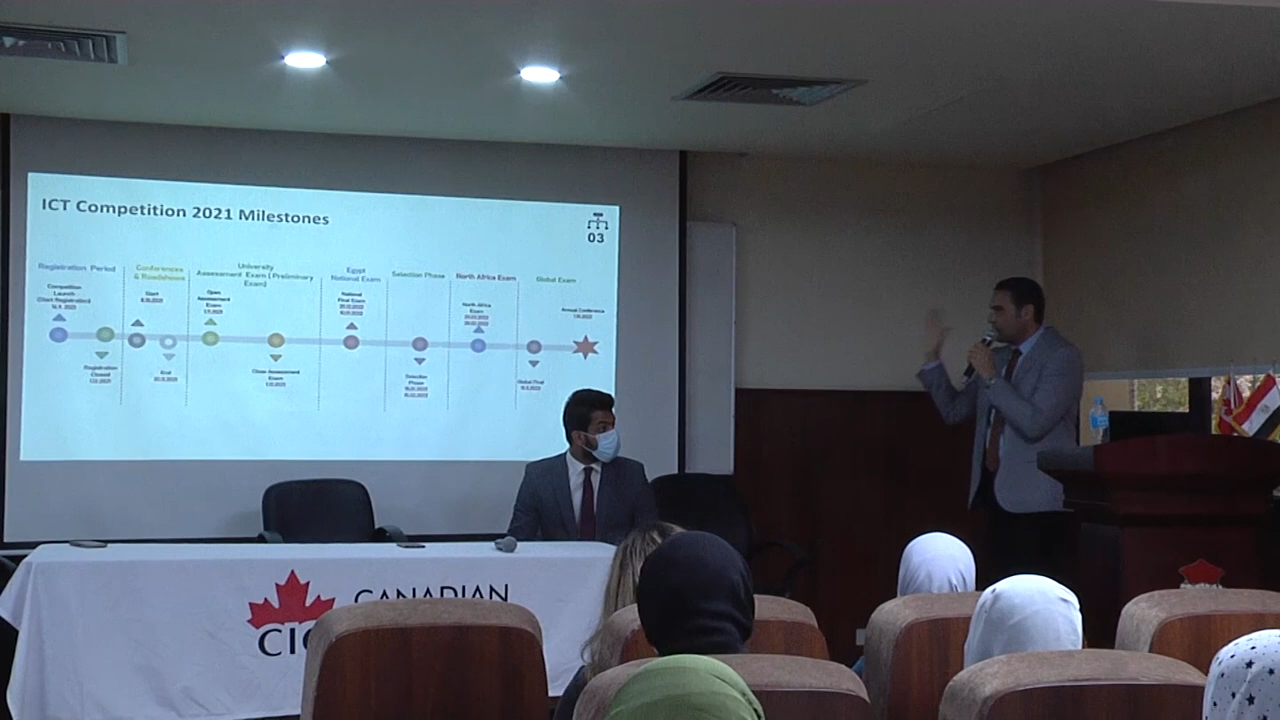 ICT Competition 2021 Milestones
03
Registration Period
Conferences
& Roadshows
University
Assessment Exam ( Preliminary
Exam)
Egypt
National Exam
Selection Phase
North Africa Exam
Global Exam
Competition
Launch
(Start Registration)
Start
Open
Assessment
Exam
National
Final Exam
North Africa
Exam
Annual Conference
Registration
Closed
End
Close Assessment
Exam
Selection
Phase
Global Final
CANADIAN
CIC